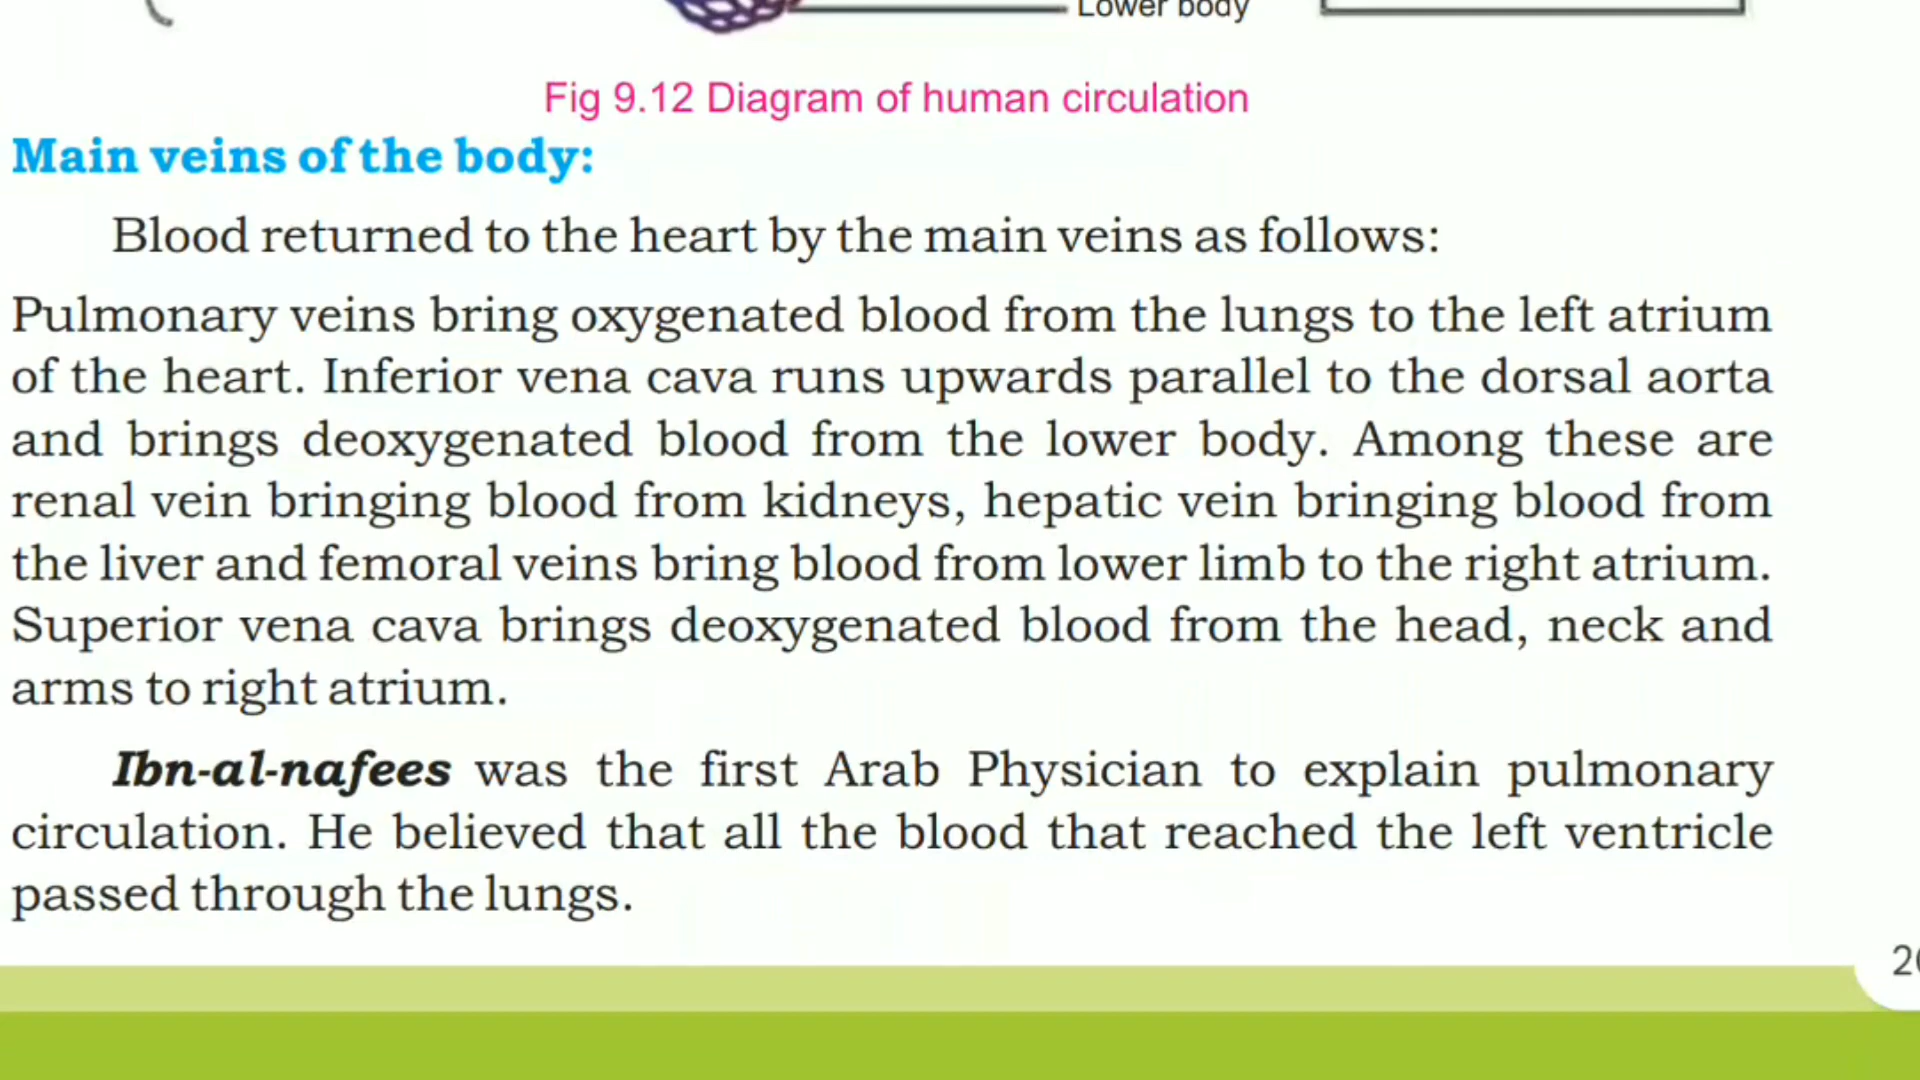 Lower body
Fig 9.12 Diagram of human circulation
Main veins of the body:
Blood returned to the heart by the main veins as follows:
Pulmonary veins bring oxygenated blood from the lungs to the left atrium
of the heart. Inferior vena cava runs upwards parallel to the dorsal aorta
and brings deoxygenated blood from the lower body. Among these are
renal vein bringing blood from kidneys, hepatic vein bringing blood from
the liver and femoral veins bring blood from lower limb to the right atrium.
Superior vena cava brings deoxygenated blood from the head, neck and
arms to right atrium.
Ibn-al-nafees was the first Arab Physician to explain pulmonary
circulation. He believed that all the blood that reached the left ventricle
passed through the lungs.